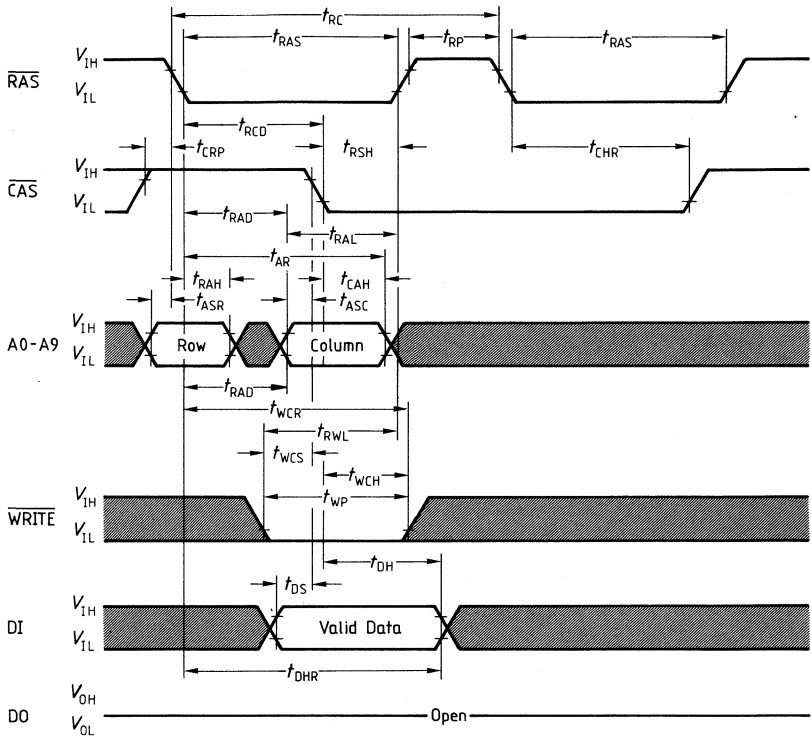 tRC
tRAS tRP tRAS
RAS VIH
VIL
tRCD
tCRP tRSH tCHR
CAS VIH
VIL
tRAD
tRAL
tAR
tRAH tCAH
tASR tASC
A0-A9 VIH
VIL
Row Column
tRAD
tWCR
tRWL
tWCS
tWCH
tWP
WRITE VIH
VIL
tDH
tDS
DI VIH
VIL
Valid Data
tDHR
DO VOH
VOL
Open